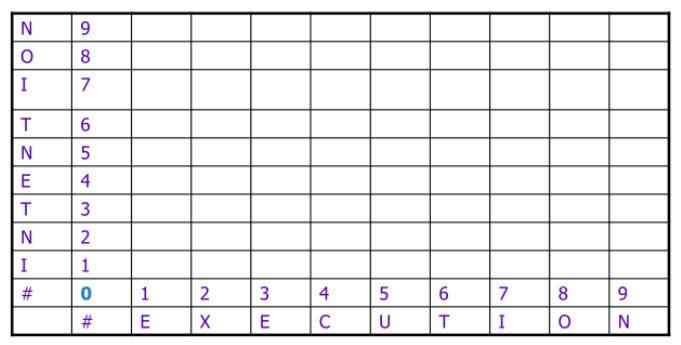 N 9
O 8
I 7
T 6
N 5
E 4
T 3
N 2
I 1
# 0 1 2 3 4 5 6 7 8 9
# E X E C U T I O N